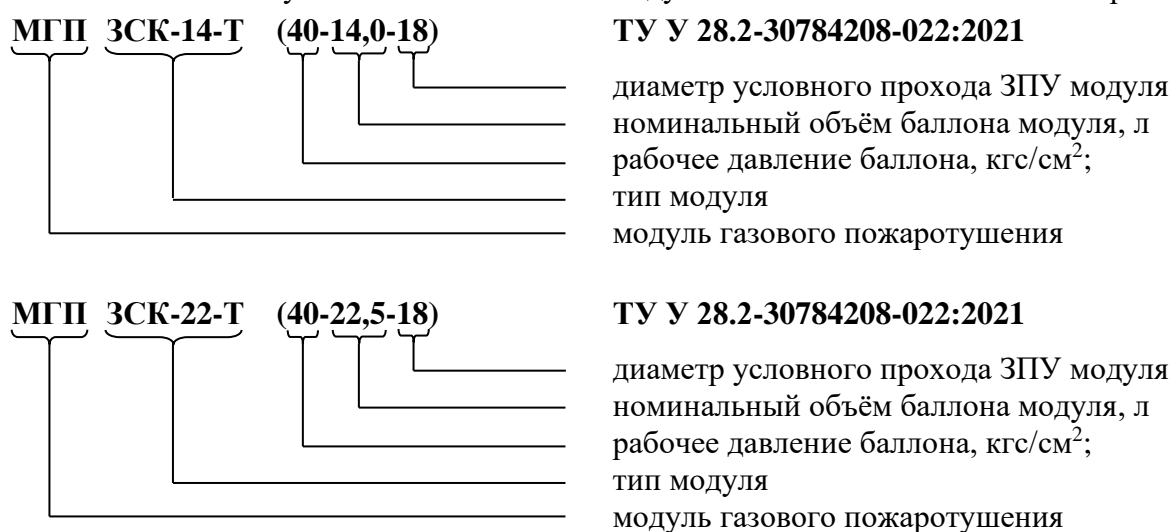 МГП ЗСК-14-Т (40-14,0-18) ТУ У 28.2-30784208-022:2021
диаметр условного прохода ЗПУ модуля
номинальный объём баллона модуля, л
рабочее давление баллона, кгс/см²;
тип модуля
модуль газового пожаротушения
МГП ЗСК-22-Т (40-22,5-18) ТУ У 28.2-30784208-022:2021
диаметр условного прохода ЗПУ модуля
номинальный объём баллона модуля, л
рабочее давление баллона, кгс/см²;
тип модуля
модуль газового пожаротушения